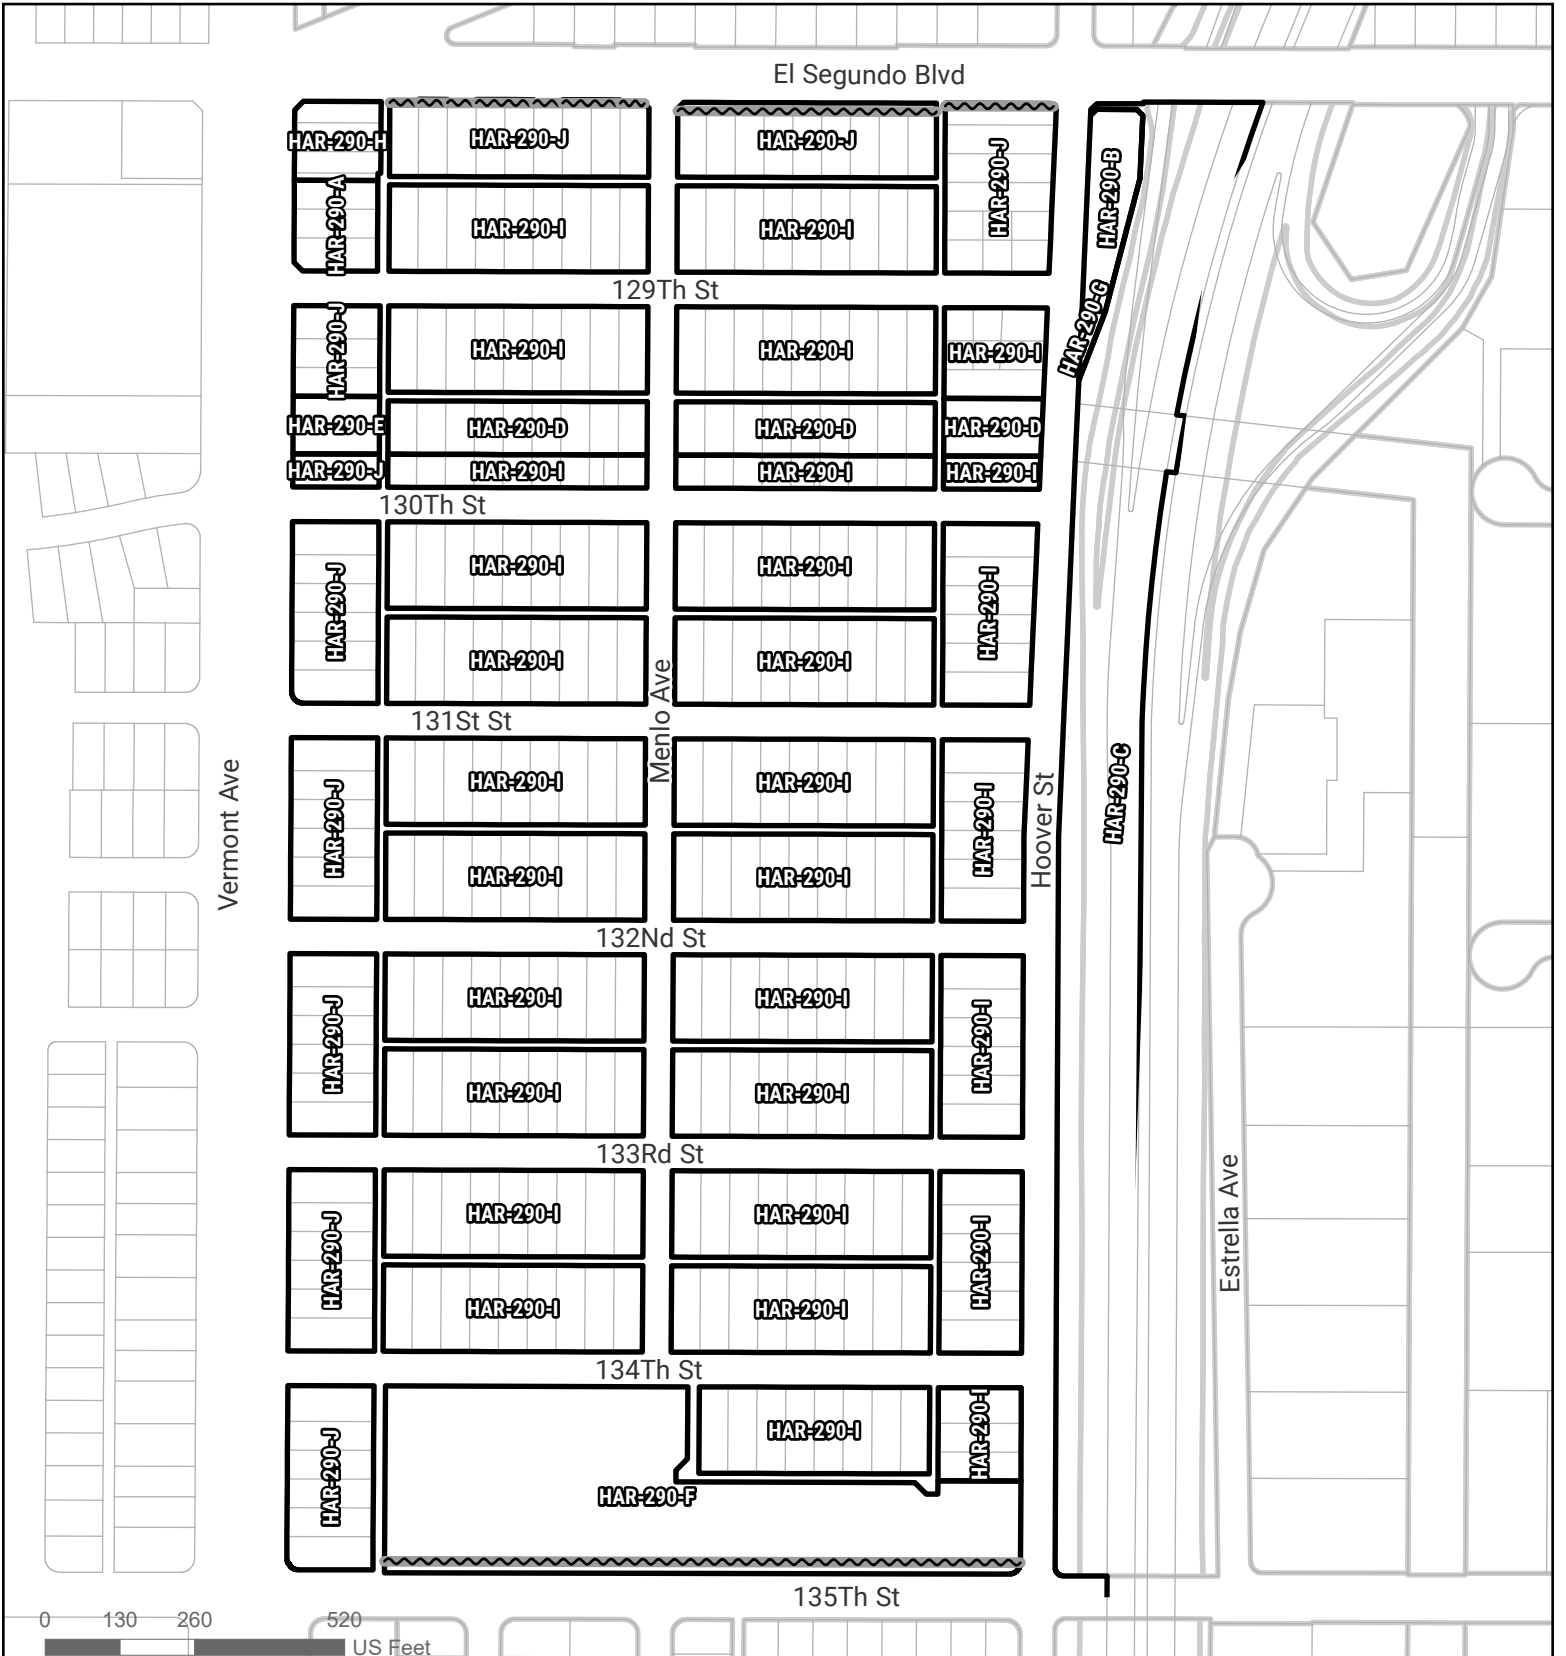 El Segundo Blvd
HAR-290-H
HAR-290-J
HAR-290-J
HAR-290-J
HAR-290-B
HAR-290-A
HAR-290-I
HAR-290-I
129Th St
HAR-290-G
HAR-290-J
HAR-290-I
HAR-290-I
HAR-290-I
HAR-290-E
HAR-290-D
HAR-290-D
HAR-290-D
HAR-290-J
HAR-290-I
HAR-290-I
HAR-290-I
130Th St
HAR-290-J
HAR-290-I
HAR-290-I
HAR-290-I
HAR-290-I
HAR-290-I
131St St
Menlo Ave
Vermont Ave
HAR-290-J
HAR-290-I
HAR-290-I
HAR-290-I
Hoover St
HAR-290-C
HAR-290-I
HAR-290-I
132Nd St
HAR-290-J
HAR-290-I
HAR-290-I
HAR-290-I
HAR-290-I
HAR-290-I
133Rd St
Estrella Ave
HAR-290-J
HAR-290-I
HAR-290-I
HAR-290-I
HAR-290-I
HAR-290-I
134Th St
HAR-290-J
HAR-290-I
HAR-290-I
HAR-290-F
135Th St
0 130 260 520
US Feet